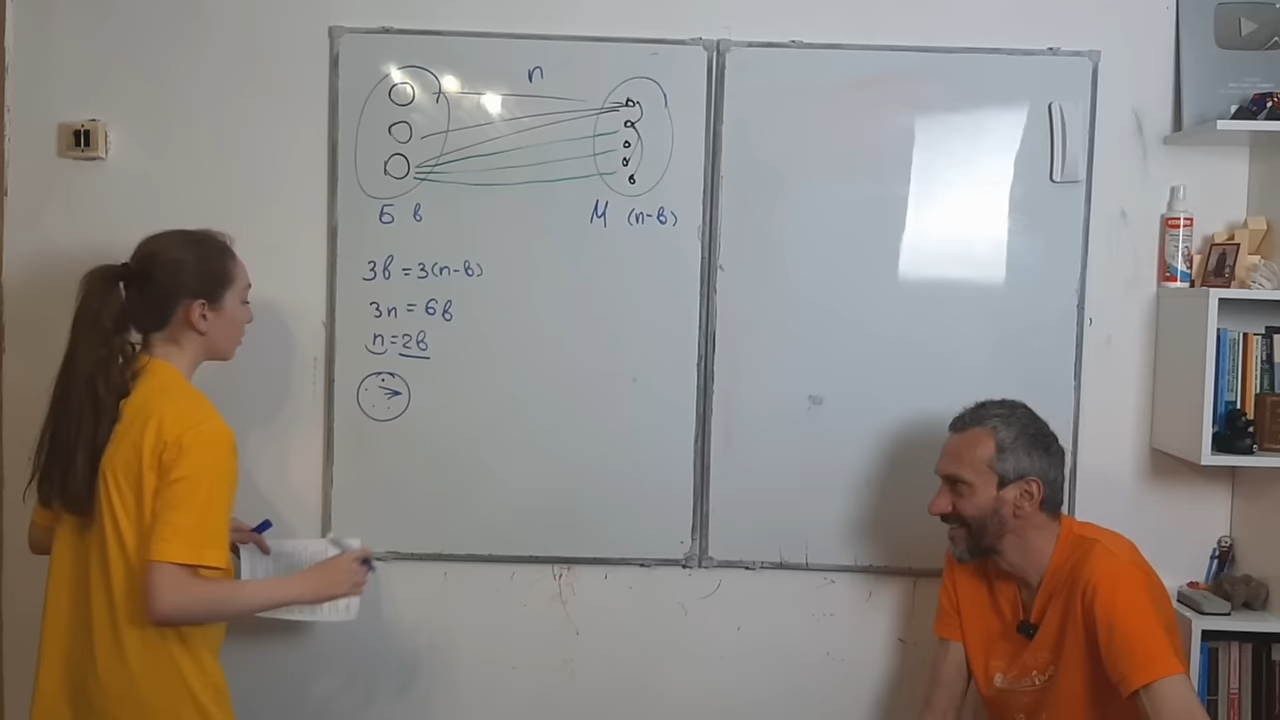 n
Б в
М (n-в)
3в = 3(n-в)
3n = 6в
n = 2в